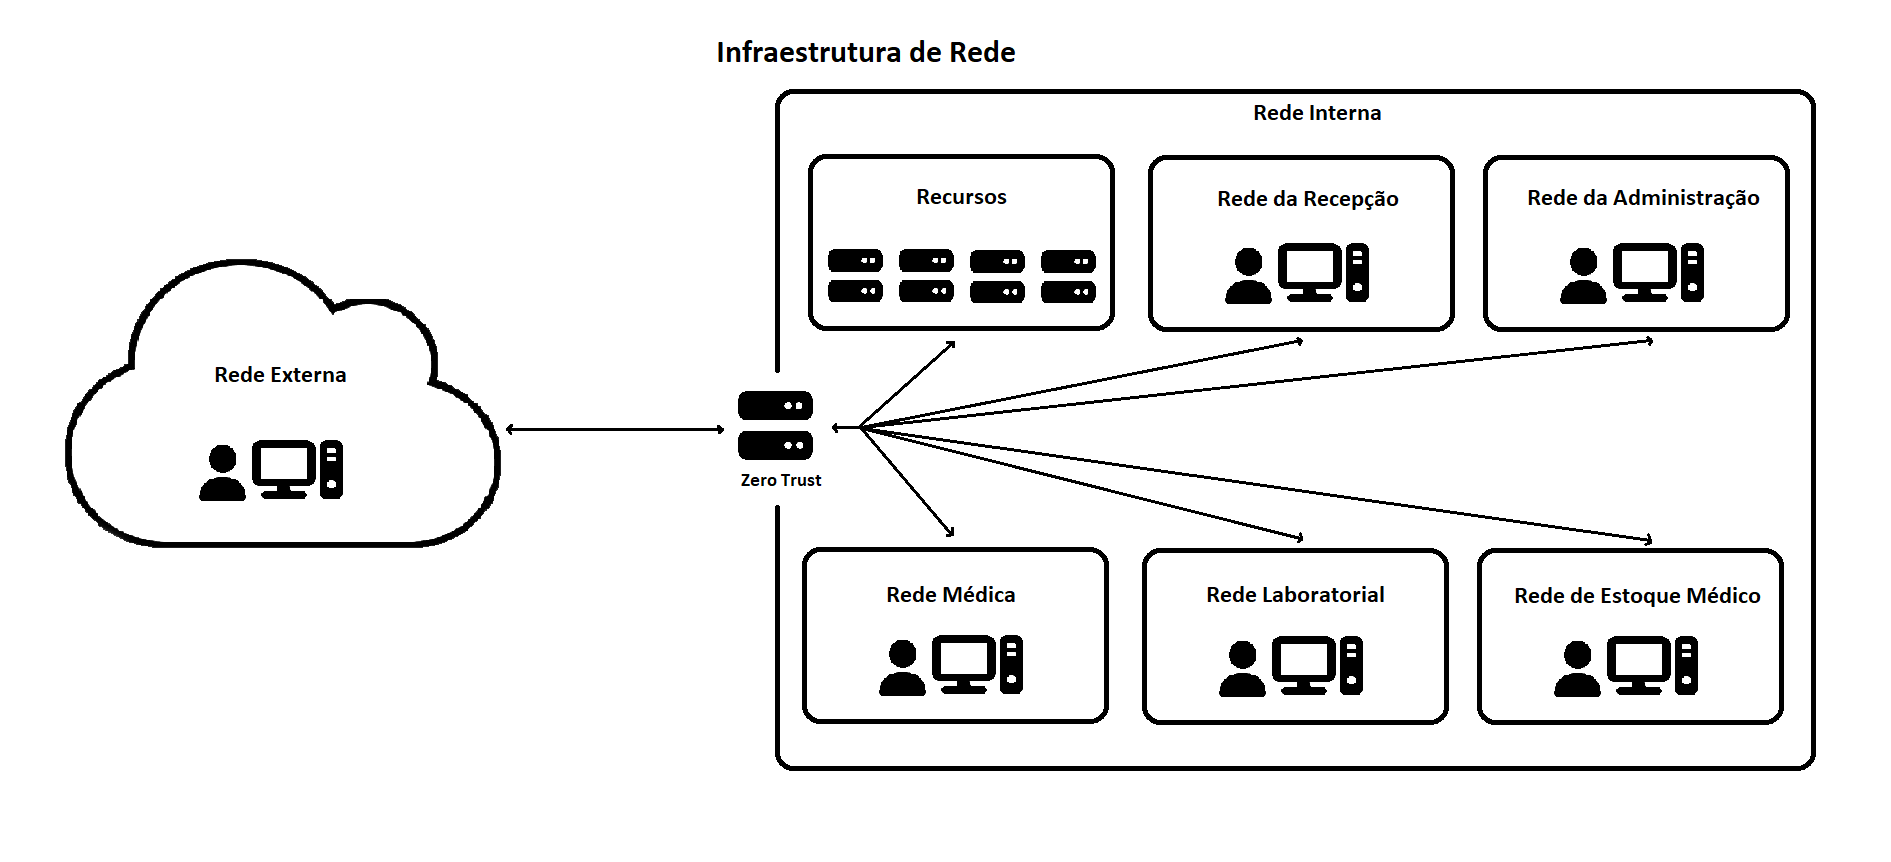 Infraestrutura de Rede
Rede Interna
Recursos
Rede da Recepção
Rede da Administração
Rede Externa
Zero Trust
Rede Médica
Rede Laboratorial
Rede de Estoque Médico